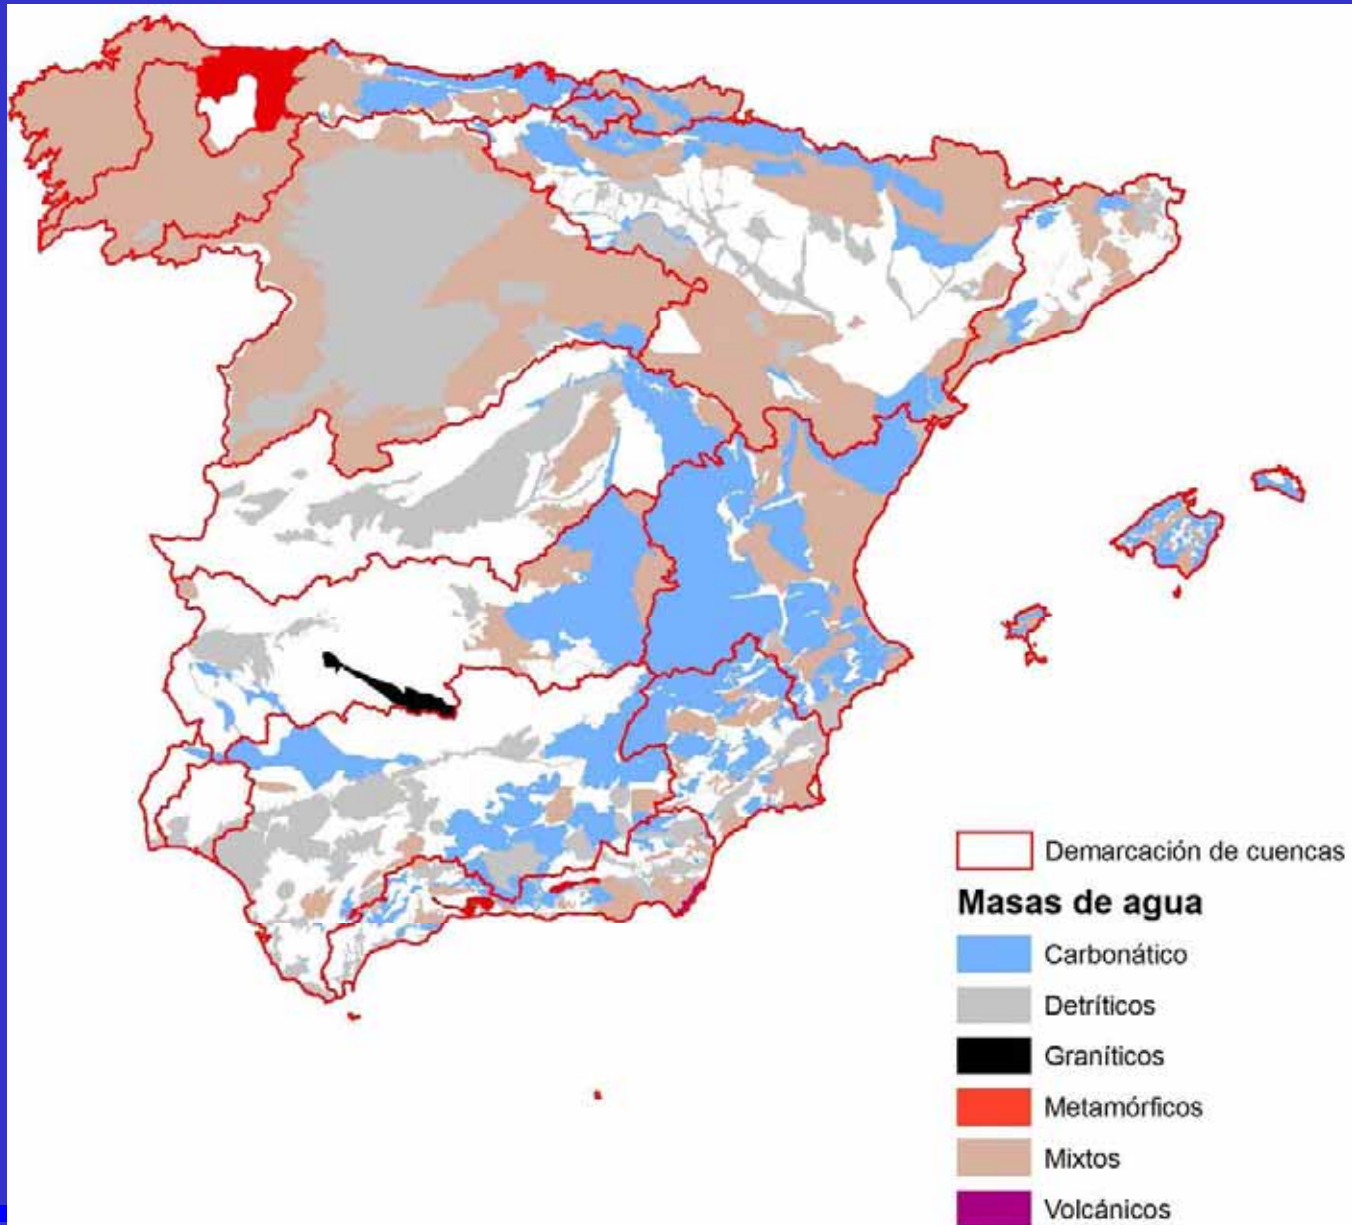 Demarcación de cuencas
Masas de agua
Carbonático
Detríticos
Graníticos
Metamórficos
Mixtos
Volcánicos